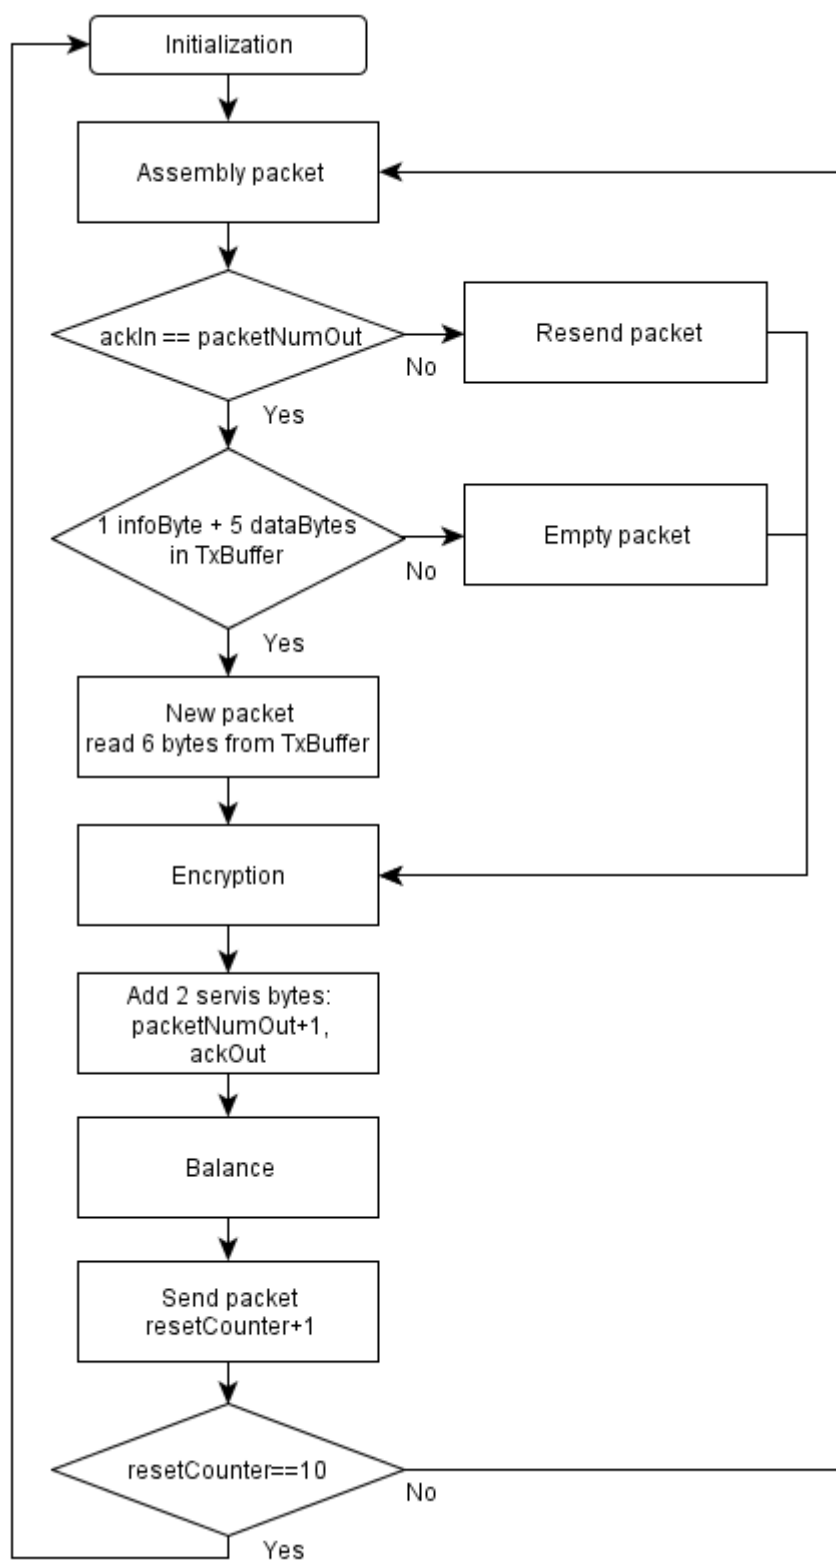 Initialization
Assembly packet
ackIn == packetNumOut
No
Resend packet
Yes
1 infoByte + 5 dataBytes
in TxBuffer
No
Empty packet
Yes
New packet
read 6 bytes from TxBuffer
Encryption
Add 2 servis bytes:
packetNumOut+1,
ackOut
Balance
Send packet
resetCounter+1
resetCounter==10
No
Yes